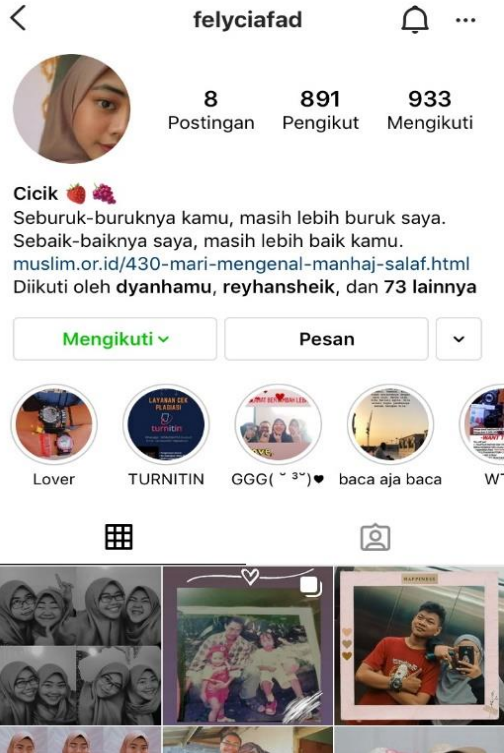 felyciafad
8 891 933
Postingan Pengikut Mengikuti
Cicik
Seburuk-buruknya kamu, masih lebih buruk saya.
Sebaik-baiknya saya, masih lebih baik kamu.
muslim.or.id/430-mari-mengenal-manhaj-salaf.html
Diikuti oleh dyanhamu, reyhansheik, dan 73 lainnya
Mengikuti Pesan
LAYANAN CEK
PLAGIASI
turnitin
Lover TURNITIN GGG( ˘ ³˘)♥ baca aja baca WT
HAPPINESS